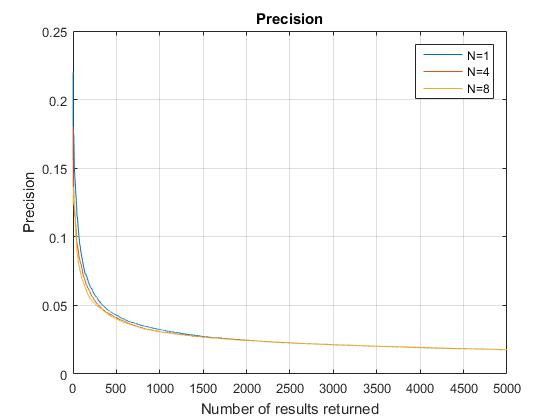 Precision
0.25
0.2
0.15
0.1
0.05
0
Precision
N=1
N=4
N=8
0 500 1000 1500 2000 2500 3000 3500 4000 4500 5000
Number of results returned